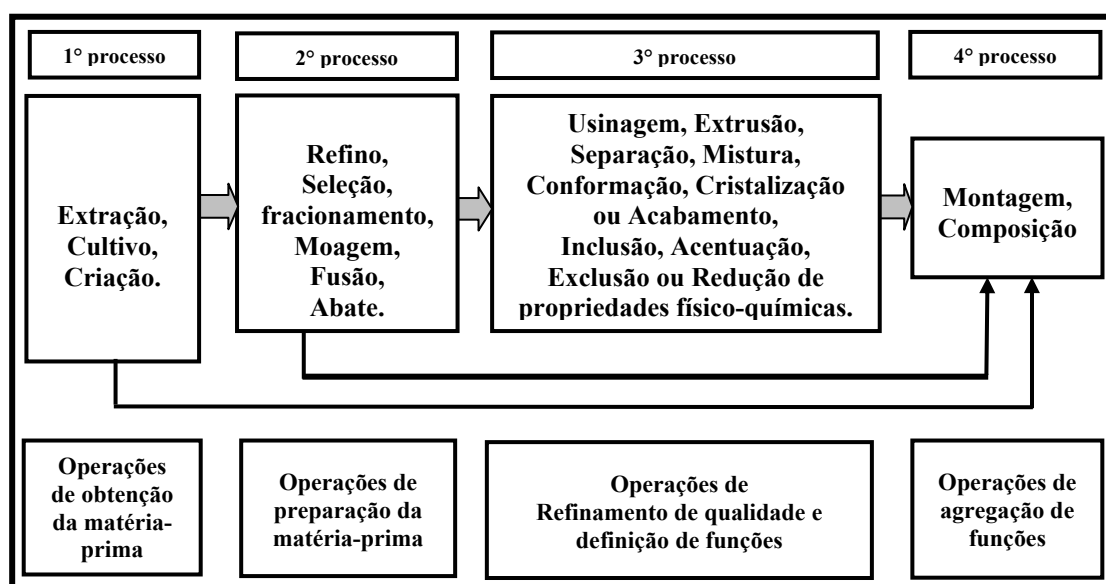 1° processo
2° processo
3° processo
4° processo
Extração,
Cultivo,
Criação.
Refino,
Seleção,
fracionamento,
Moagem,
Fusão,
Abate.
Usinagem, Extrusão,
Separação, Mistura,
Conformação, Cristalização
ou Acabamento,
Inclusão, Acentuação,
Exclusão ou Redução de
propriedades físico-químicas.
Montagem,
Composição
Operações
de obtenção
da matéria-
prima
Operações de
preparação da
matéria-prima
Operações de
Refinamento de qualidade e
definição de funções
Operações de
agregação de
funções